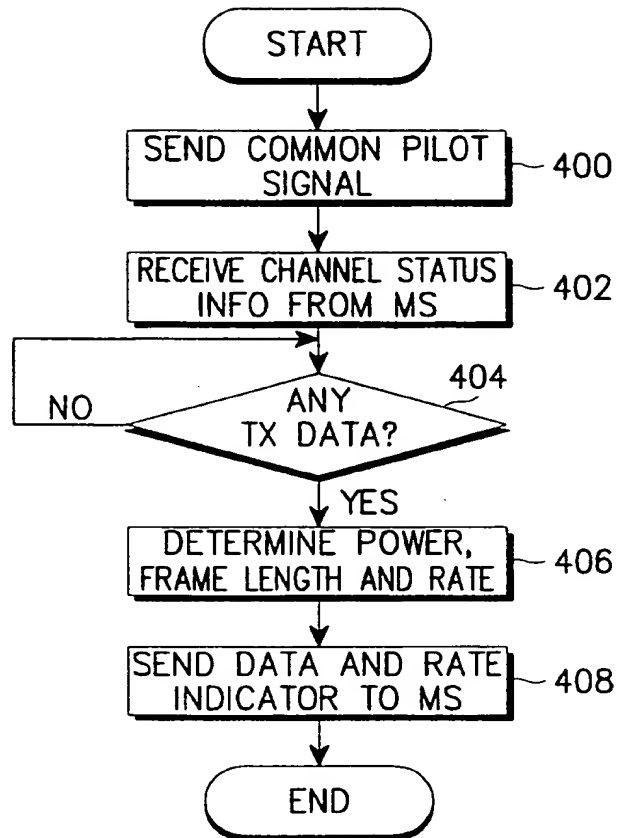 START
SEND COMMON PILOT
SIGNAL
400
RECEIVE CHANNEL STATUS
INFO FROM MS
402
404
ANY
TX DATA?
NO
YES
DETERMINE POWER,
FRAME LENGTH AND RATE
406
SEND DATA AND RATE
INDICATOR TO MS
408
END